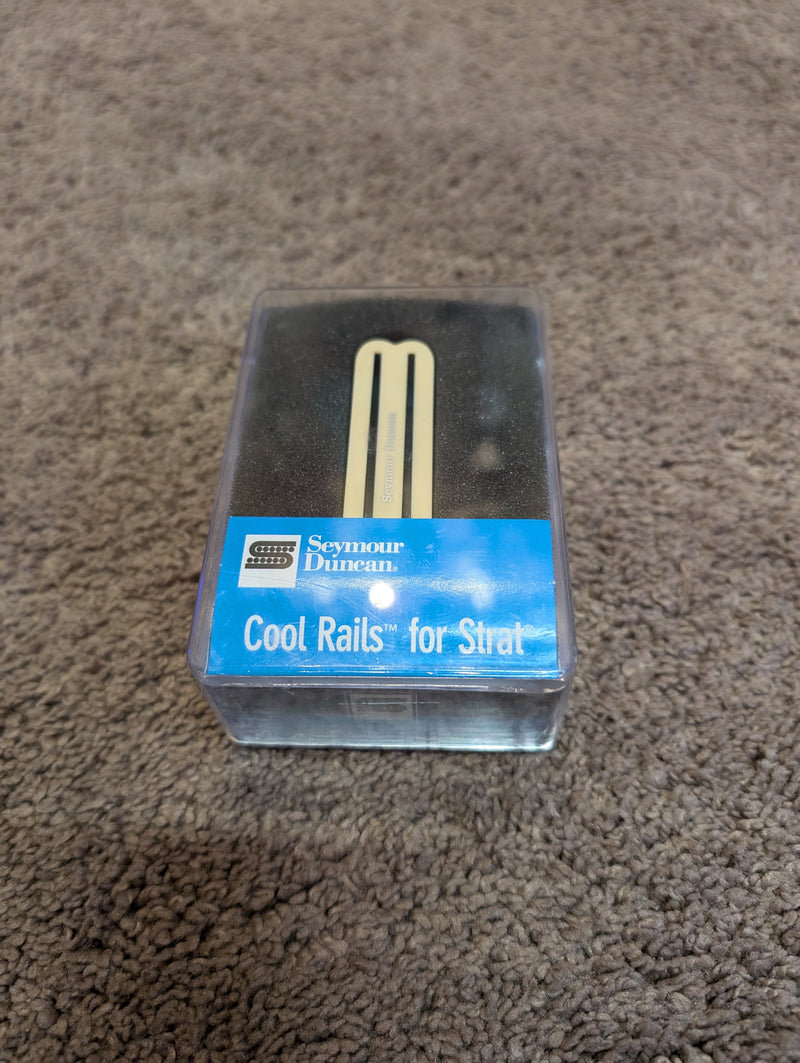 Seymour Duncan
Seymour
Duncan®
Cool Rails™ for Strat